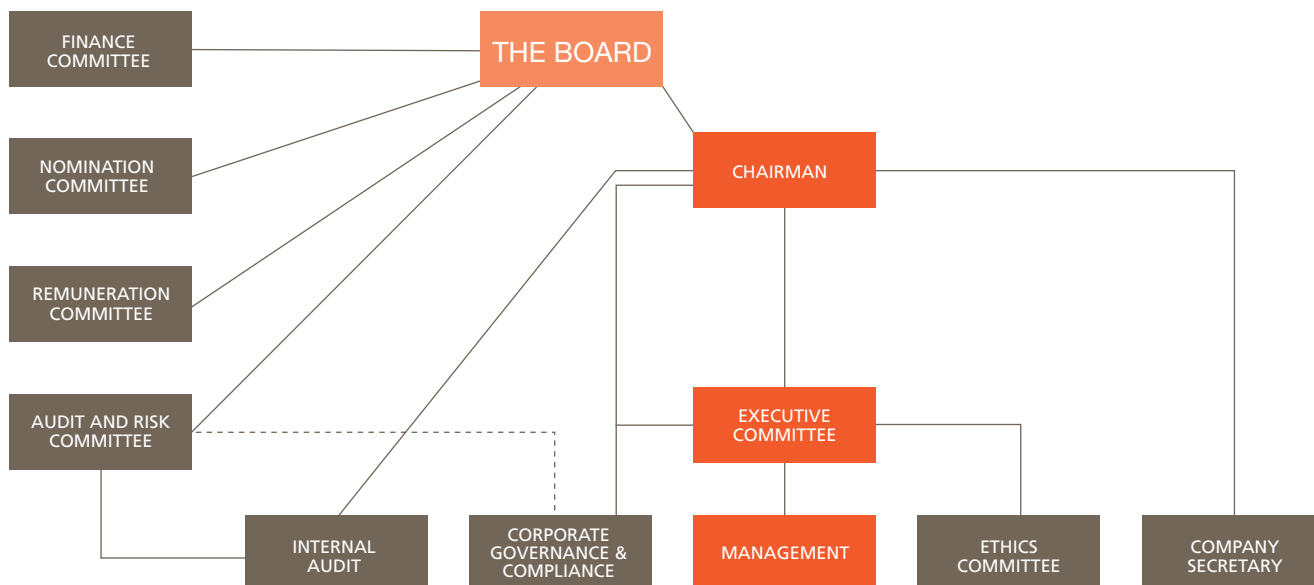 FINANCE
COMMITTEE
THE BOARD
NOMINATION
COMMITTEE
CHAIRMAN
REMUNERATION
COMMITTEE
AUDIT AND RISK
COMMITTEE
EXECUTIVE
COMMITTEE
INTERNAL
AUDIT
CORPORATE
GOVERNANCE &
COMPLIANCE
MANAGEMENT
ETHICS
COMMITTEE
COMPANY
SECRETARY